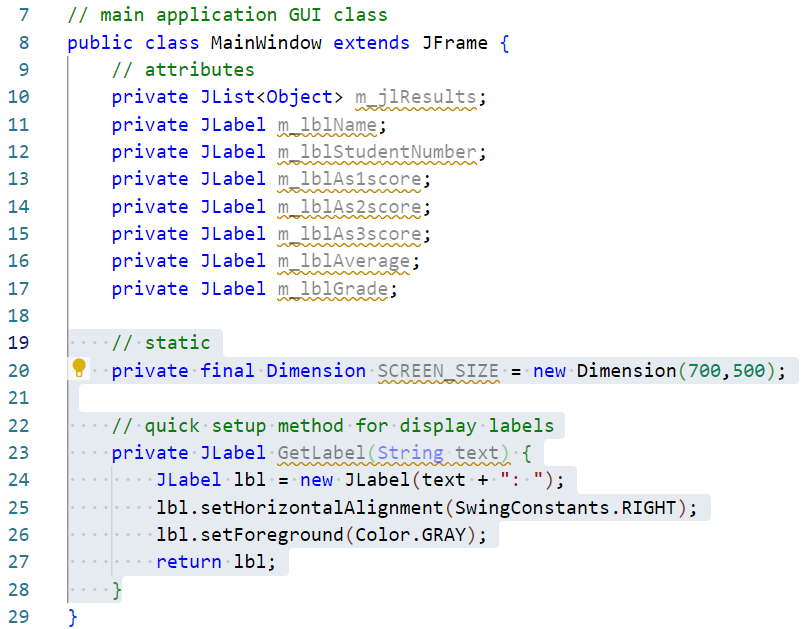 7 // main application GUI class
8 public class MainWindow extends JFrame {
9     // attributes
10     private JList<Object> m_jlResults;
11     private JLabel m_lblName;
12     private JLabel m_lblStudentNumber;
13     private JLabel m_lblAs1score;
14     private JLabel m_lblAs2score;
15     private JLabel m_lblAs3score;
16     private JLabel m_lblAverage;
17     private JLabel m_lblGrade;
18
19     // static
20     private final Dimension SCREEN_SIZE = new Dimension(700,500);
21
22     // quick setup method for display labels
23     private JLabel GetLabel(String text) {
24         JLabel lbl = new JLabel(text + ": ");
25         lbl.setHorizontalAlignment(SwingConstants.RIGHT);
26         lbl.setForeground(Color.GRAY);
27         return lbl;
28     }
29 }